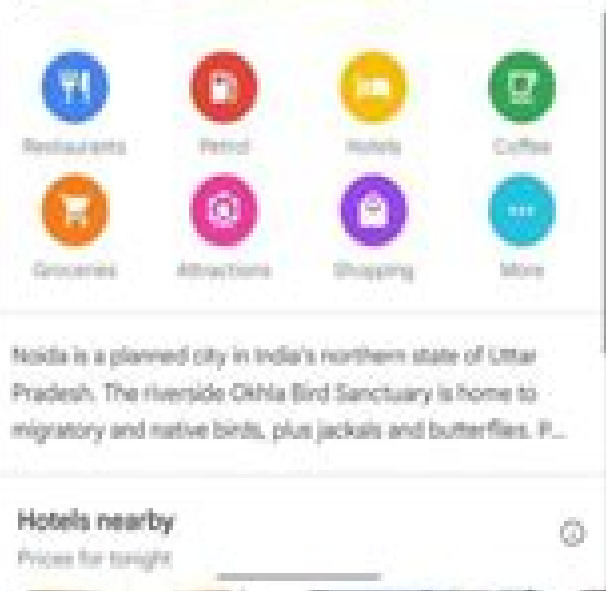 Restaurants Petrol Hotels Coffee
Groceries Attractions Shopping More
Noida is a planned city in India's northern state of Uttar
Pradesh. The riverside Okhla Bird Sanctuary is home to
migratory and native birds, plus jackals and butterflies. P...
Hotels nearby
Prices for tonight